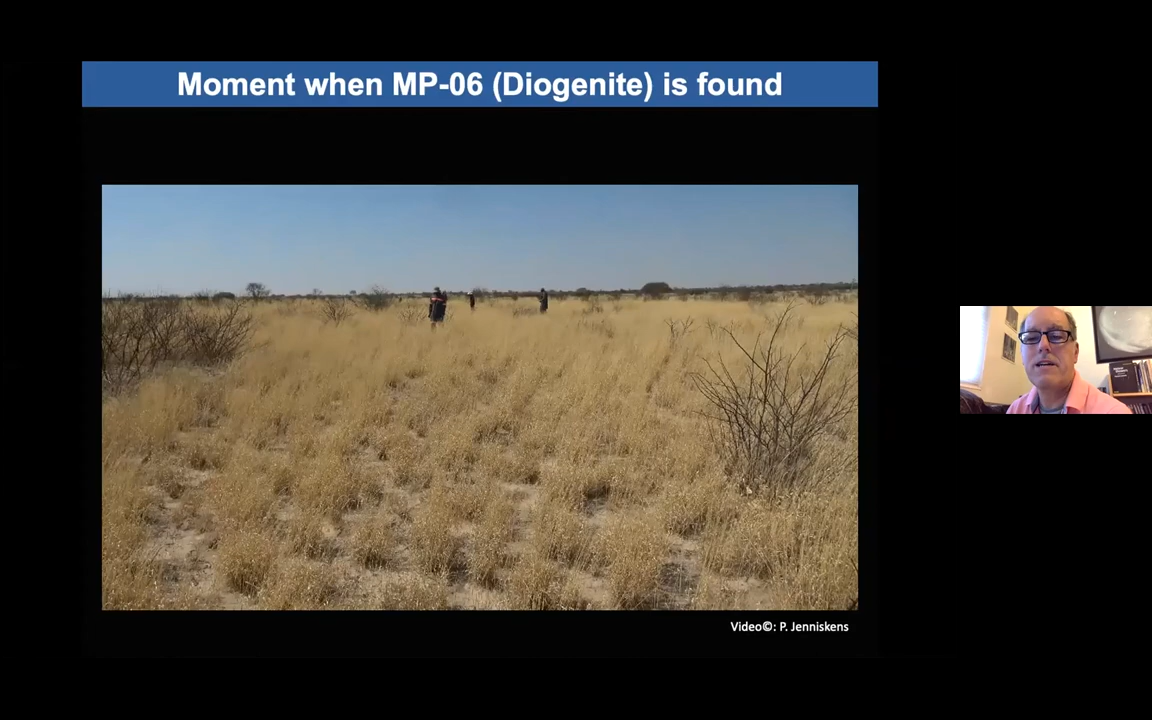 Moment when MP-06 (Diogenite) is found
Video©: P. Jenniskens